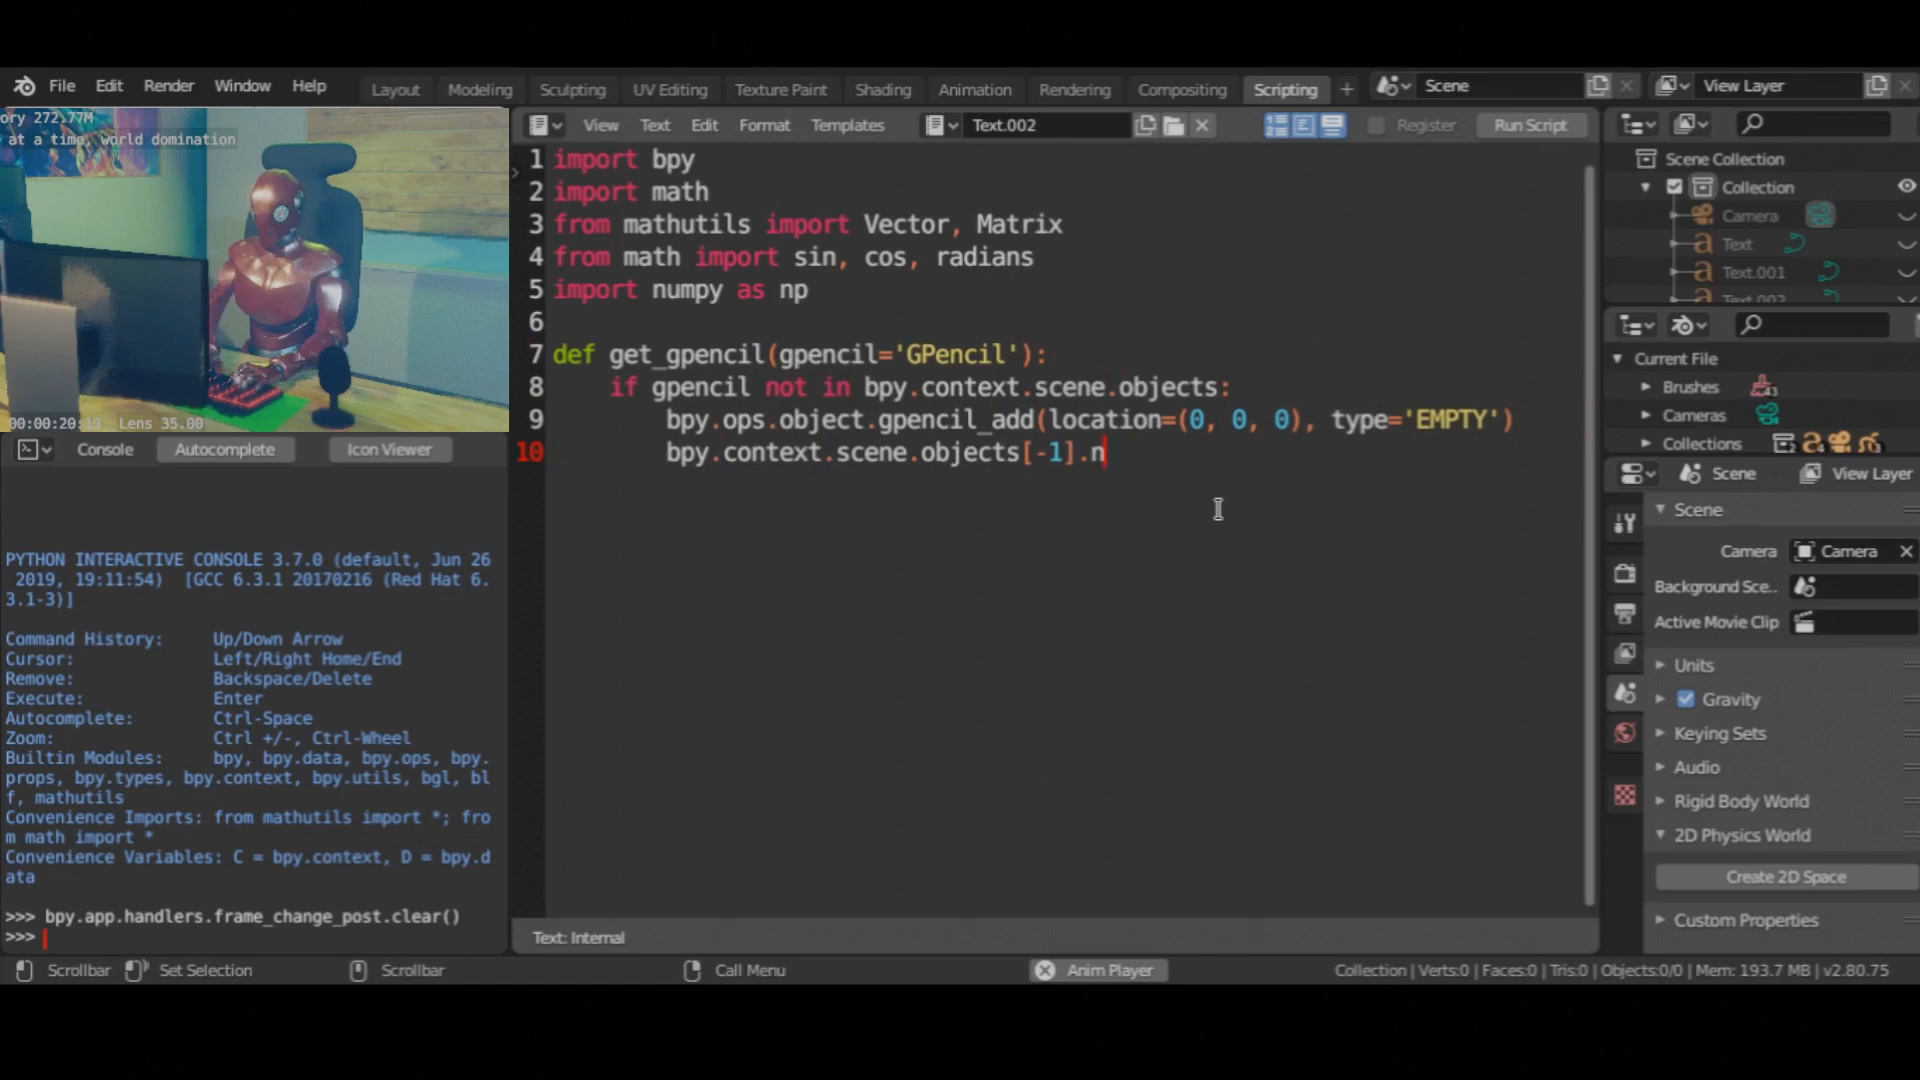 File Edit Render Window Help
Layout Modeling Sculpting UV Editing Texture Paint Shading Animation Rendering Compositing Scripting +
Scene
View Layer
ory 272.77M
at a time, world domination
00:00:20:13 Lens 35.00
View Text Edit Format Templates
Text.002
Register
Run Script
1 import bpy
2 import math
3 from mathutils import Vector, Matrix
4 from math import sin, cos, radians
5 import numpy as np
6
7 def get_gpencil(gpencil='GPencil'):
8 if gpencil not in bpy.context.scene.objects:
9 bpy.ops.object.gpencil_add(location=(0, 0, 0), type='EMPTY')
10 bpy.context.scene.objects[-1].n
Text: Internal
Console Autocomplete Icon Viewer
PYTHON INTERACTIVE CONSOLE 3.7.0 (default, Jun 26
2019, 19:11:54) [GCC 6.3.1 20170216 (Red Hat 6.
3.1-3)]
Command History: Up/Down Arrow
Cursor: Left/Right Home/End
Remove: Backspace/Delete
Execute: Enter
Autocomplete: Ctrl-Space
Zoom: Ctrl +/-, Ctrl-Wheel
Builtin Modules: bpy, bpy.data, bpy.ops, bpy.
props, bpy.types, bpy.context, bpy.utils, bgl, bl
f, mathutils
Convenience Imports: from mathutils import *; fro
m math import *
Convenience Variables: C = bpy.context, D = bpy.d
ata
>>> bpy.app.handlers.frame_change_post.clear()
>>>
Scene Collection
Collection
Camera
Text
Text.001
Text.002
Current File
Brushes 43
Cameras
Collections
Scene View Layer
Scene
Camera Camera
Background Sce..
Active Movie Clip
Units
Gravity
Keying Sets
Audio
Rigid Body World
2D Physics World
Create 2D Space
Custom Properties
Scrollbar Set Selection Scrollbar Call Menu Anim Player
Collection | Verts:0 | Faces:0 | Tris:0 | Objects:0/0 | Mem: 193.7 MB | v2.80.75